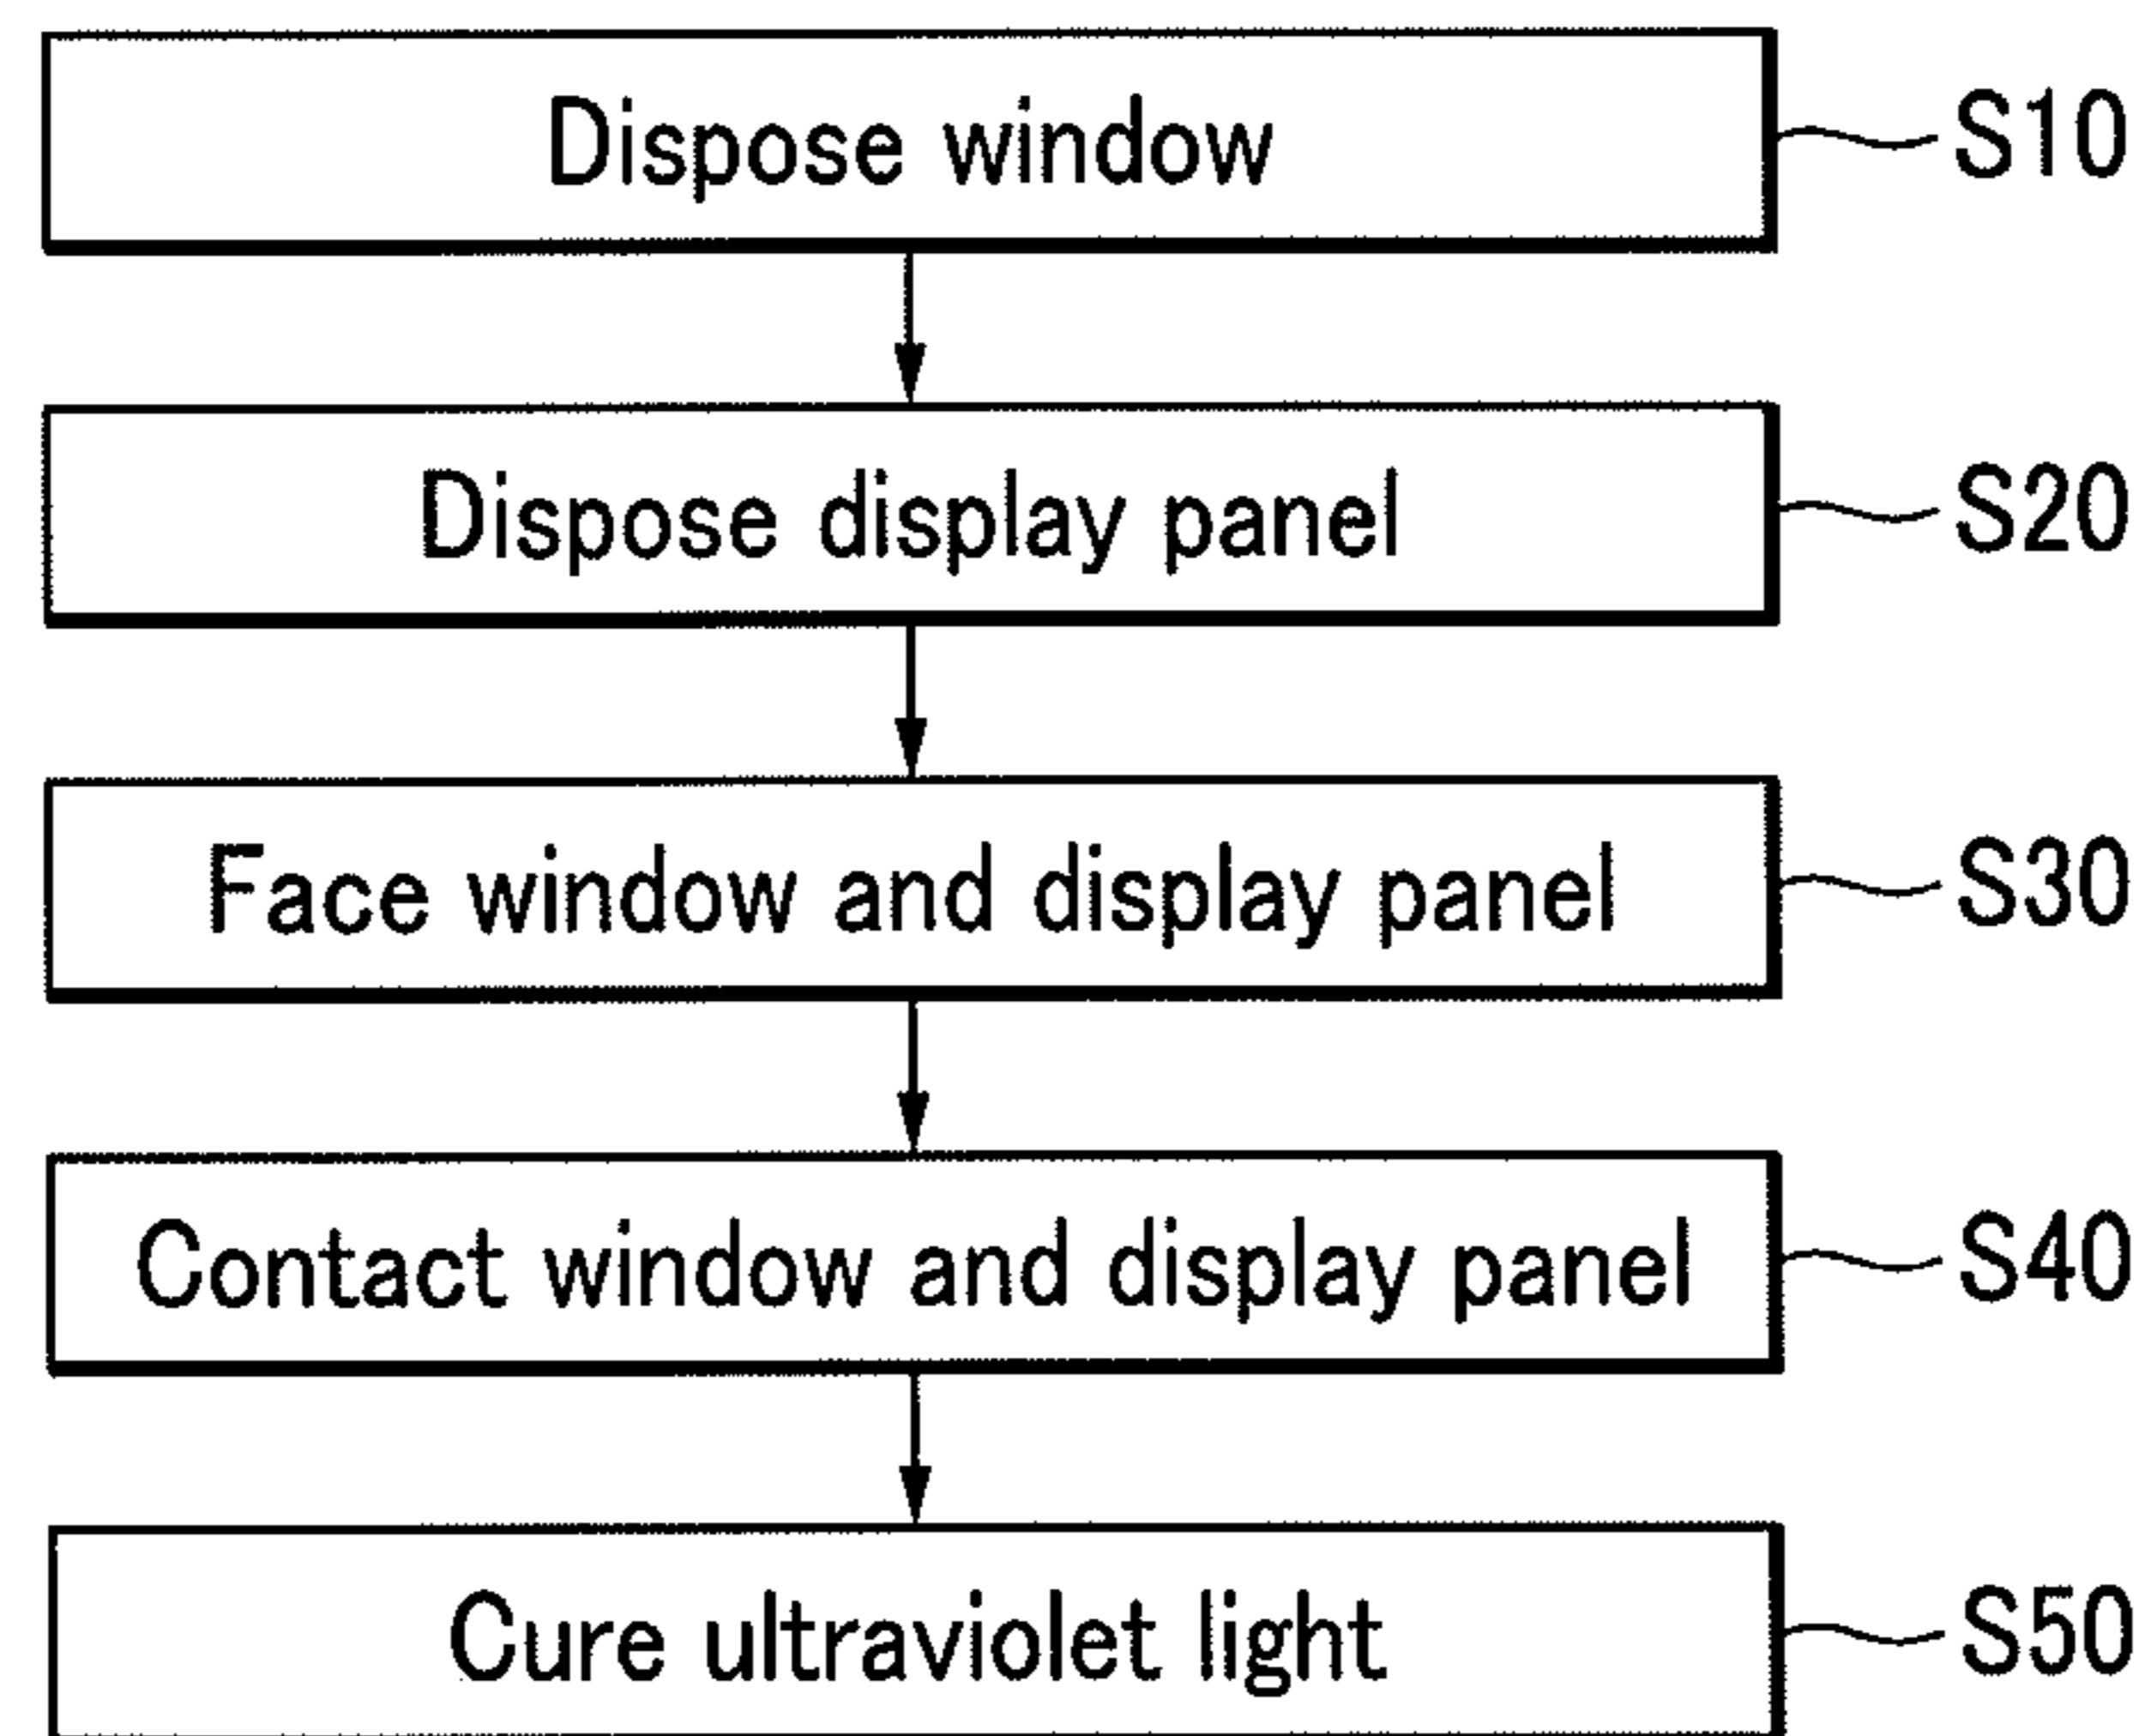 Dispose window S10
Dispose display panel S20
Face window and display panel S30
Contact window and display panel S40
Cure ultraviolet light S50